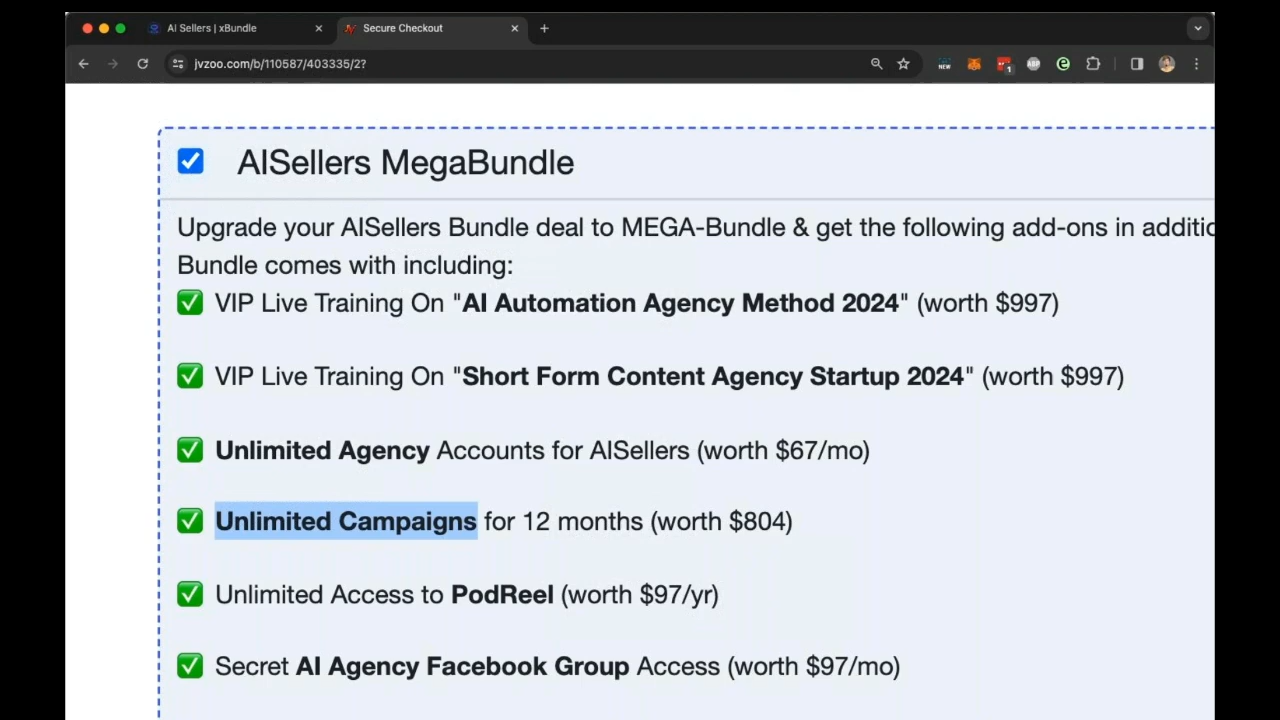 AI Sellers | xBundle
Secure Checkout
jvzoo.com/b/110587/403335/2?
NEW
1
ABP
AISellers MegaBundle
Upgrade your AISellers Bundle deal to MEGA-Bundle & get the following add-ons in
Bundle comes with including:
VIP Live Training On "AI Automation Agency Method 2024" (worth $997)
VIP Live Training On "Short Form Content Agency Startup 2024" (worth $997)
Unlimited Agency Accounts for AISellers (worth $67/mo)
Unlimited Campaigns for 12 months (worth $804)
Unlimited Access to PodReel (worth $97/yr)
Secret AI Agency Facebook Group Access (worth $97/mo)